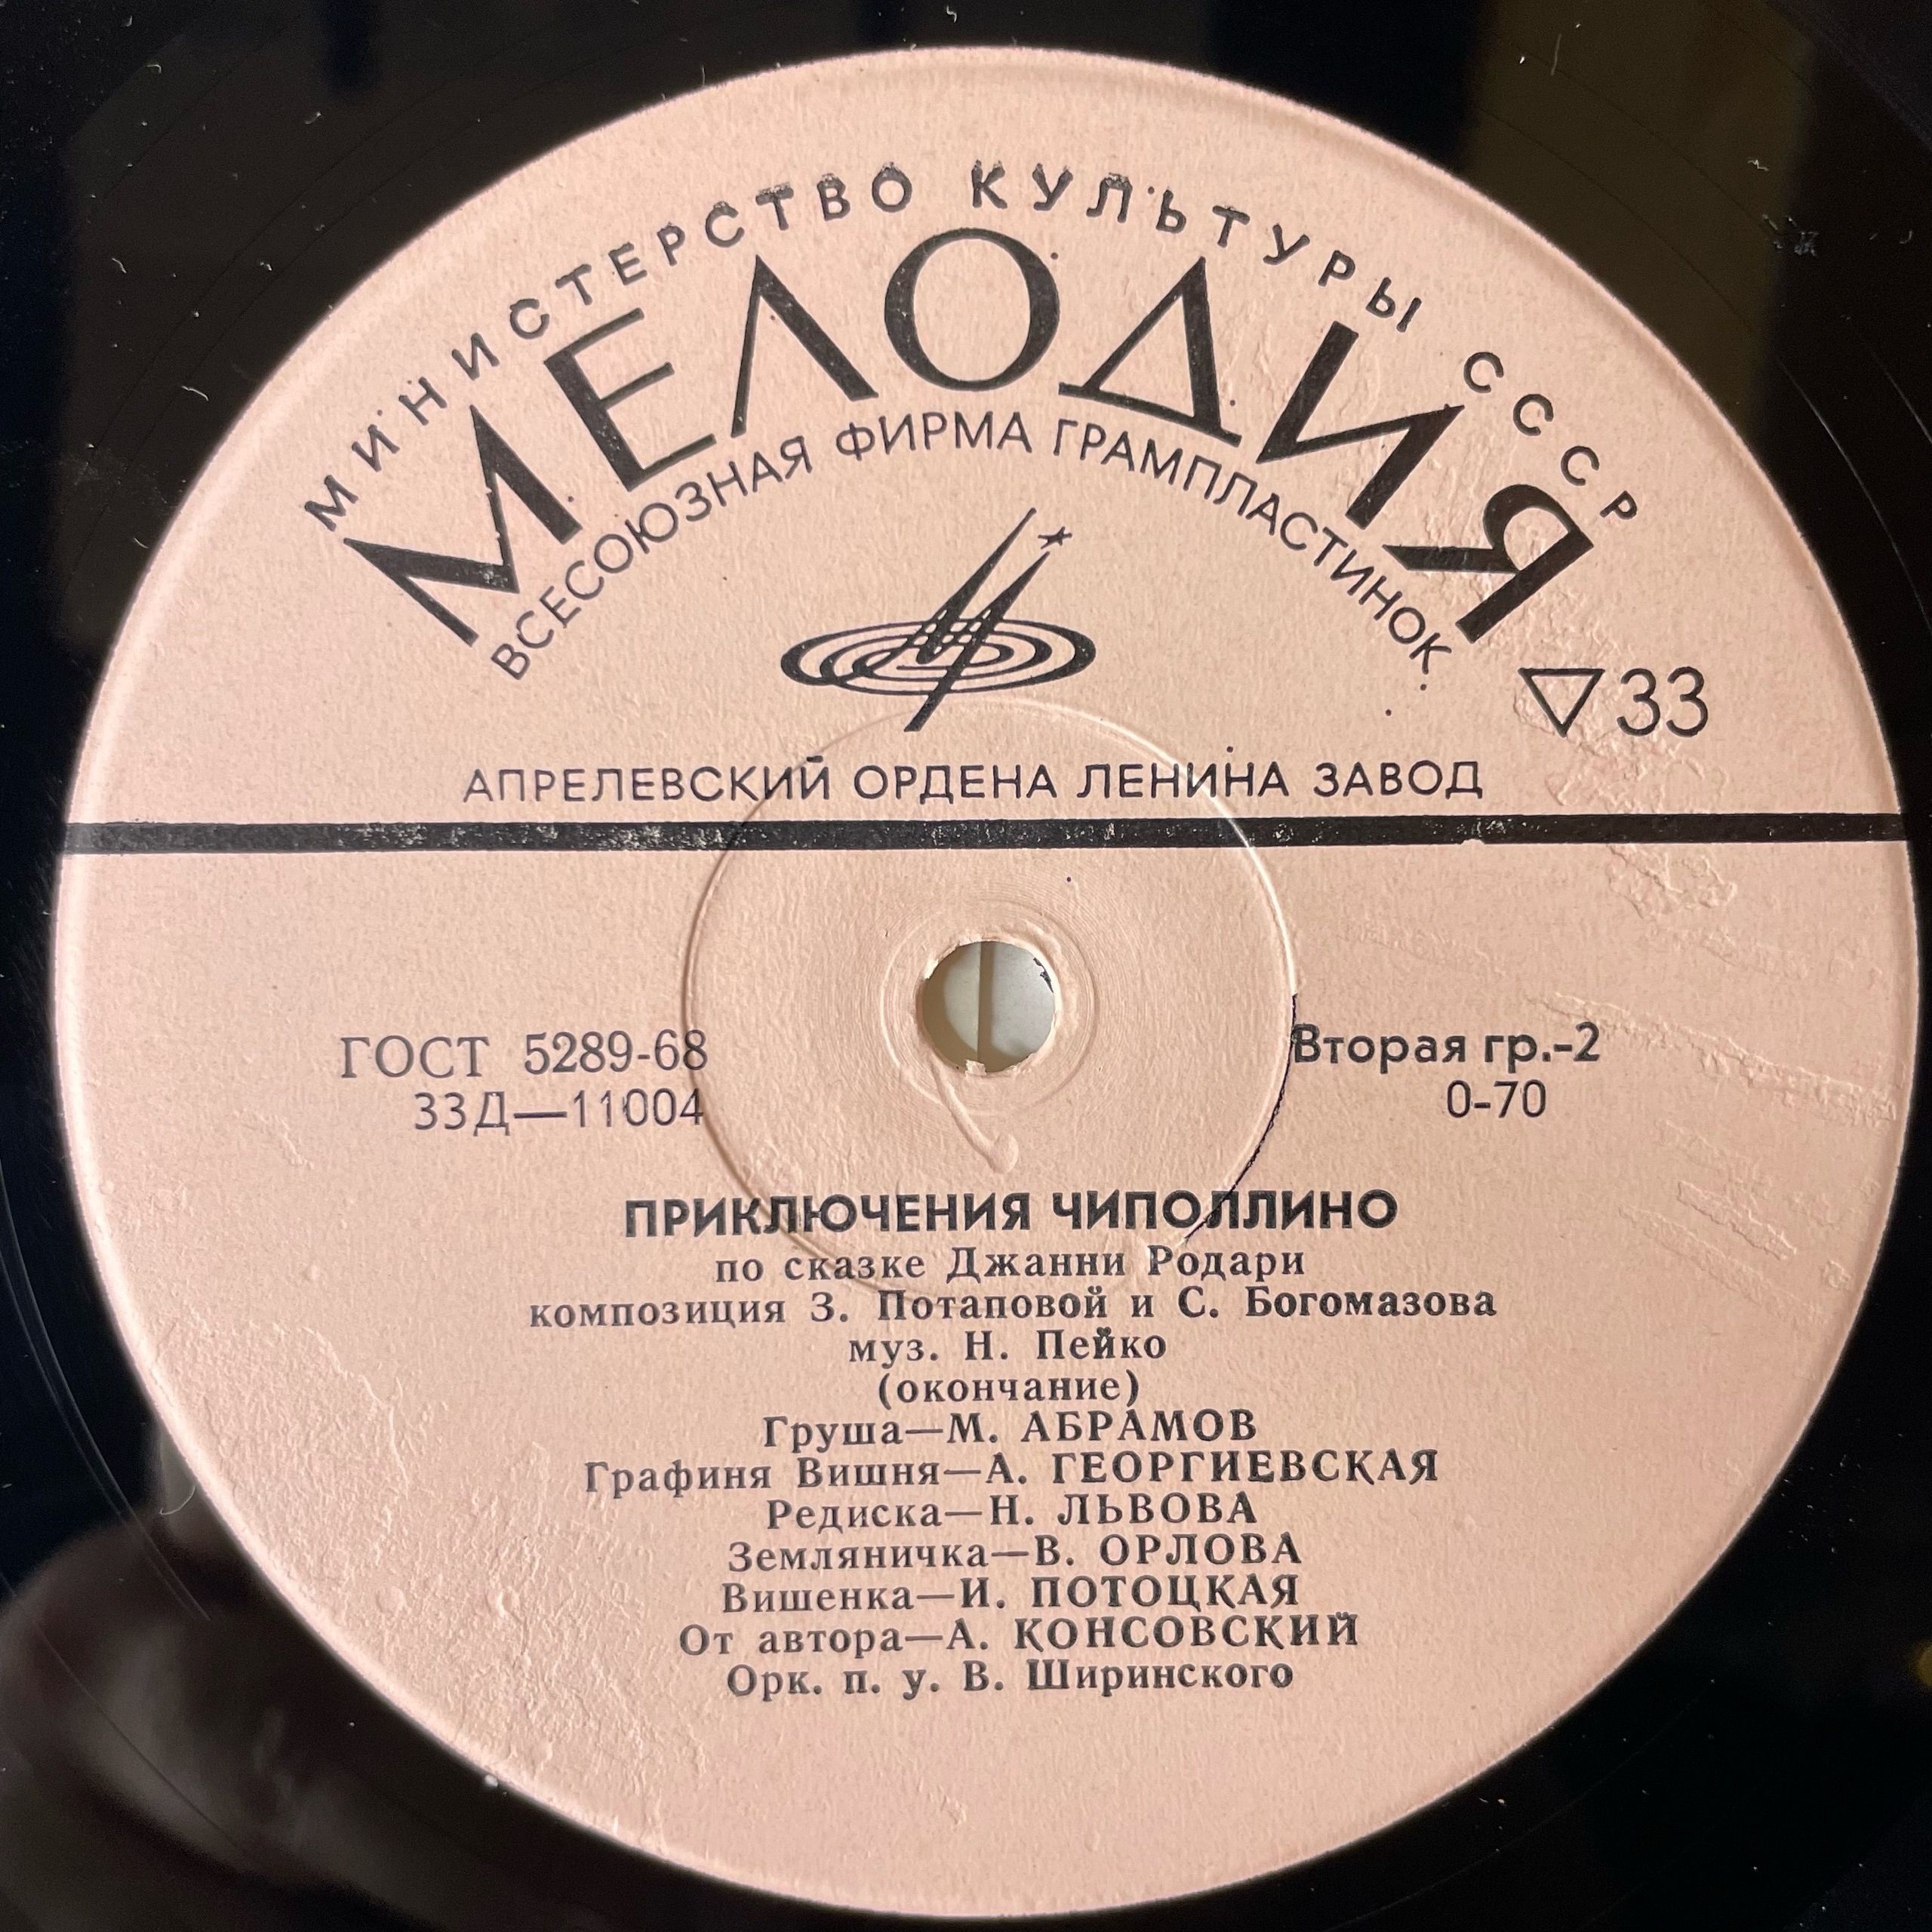 МИНИСТЕРСТВО КУЛЬТУРЫ СССР
МЕЛОДИЯ
ВСЕСОЮЗНАЯ ФИРМА ГРАМПЛАСТИНОК
▽33
АПРЕЛЕВСКИЙ ОРДЕНА ЛЕНИНА ЗАВОД
ГОСТ 5289-68
33Д—11004
Вторая гр.-2
0-70
ПРИКЛЮЧЕНИЯ ЧИПОЛЛИНО
по сказке Джанни Родари
композиция З. Потаповой и С. Богомазова
муз. Н. Пейко
(окончание)
Груша—М. АБРАМОВ
Графиня Вишня—А. ГЕОРГИЕВСКАЯ
Редиска—Н. ЛЬВОВА
Земляничка—В. ОРЛОВА
Вишенка—И. ПОТОЦКАЯ
От автора—А. КОНСОВСКИЙ
Орк. п. у. В. Ширинского